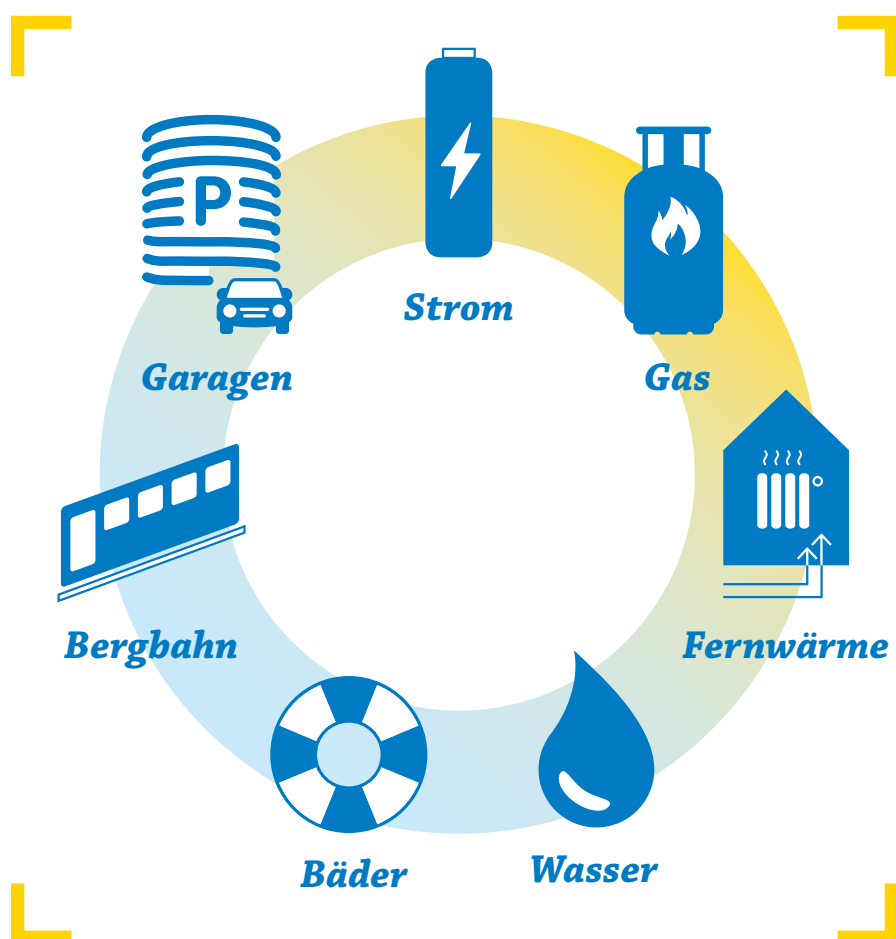 P
Strom
Garagen
Gas
Bergbahn
Fernwärme
Bäder
Wasser